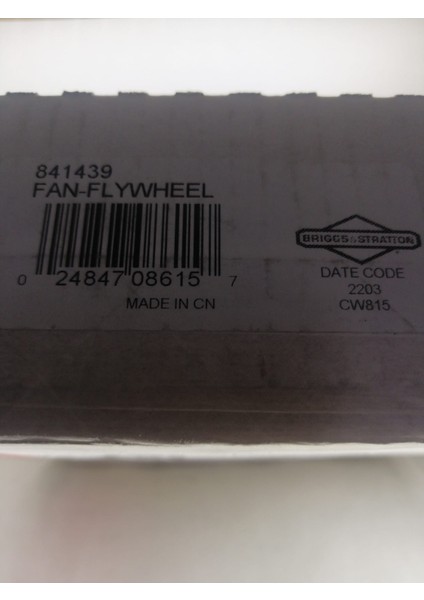 841439
FAN-FLYWHEEL
0 24847 08615 7
MADE IN CN
BRIGGS & STRATTON
DATE CODE
2203
CW815